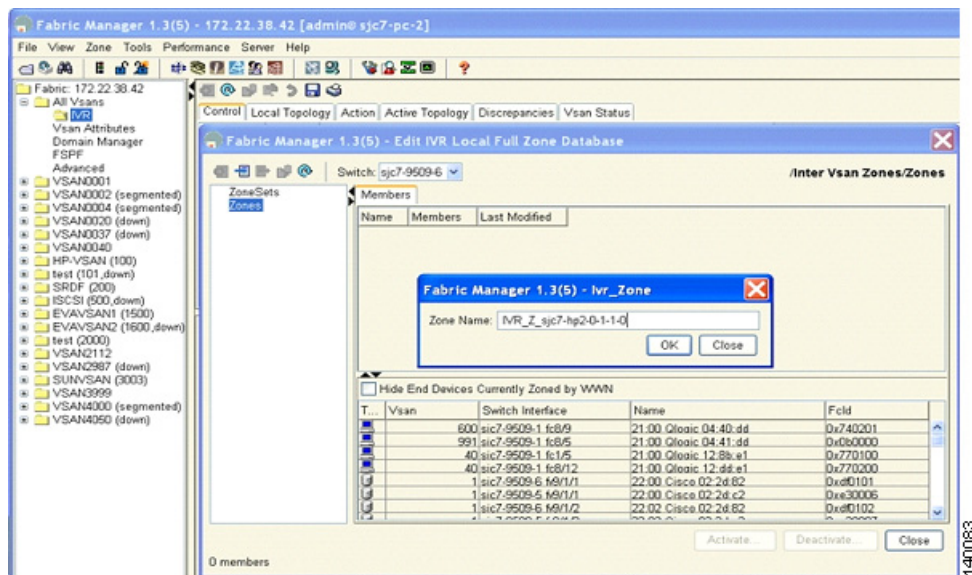 Fabric Manager 1.3(5) - 172.22.38.42 [admin@sjc7-pc-2]
File View Zone Tools Performance Server Help
Fabric: 172.22.38.42
All Vsans
IVR
Vsan Attributes
Domain Manager
FSPF
Advanced
VSAN0001
VSAN0002 (segmented)
VSAN0004 (segmented)
VSAN0020 (down)
VSAN0037 (down)
VSAN0040
HP-VSAN (100)
test (101,down)
SRDF (200)
ISCSI (500,down)
EVAVSAN1 (1500)
EVAVSAN2 (1600,down)
test (2000)
VSAN2112
VSAN2987 (down)
SUNVSAN (3003)
VSAN3999
VSAN4000 (segmented)
VSAN4050 (down)
Control Local Topology Action Active Topology Discrepancies Vsan Status
Fabric Manager 1.3(5) - Edit IVR Local Full Zone Database
Switch: sjc7-9509-6
/Inter Vsan Zones/Zones
ZoneSets
Zones
Members
Name Members Last Modified
Fabric Manager 1.3(5) - Ivr_Zone
Zone Name: IVR_Z_sjc7-hp2-0-1-1-0
OK Close
Hide End Devices Currently Zoned by WWN
T... Vsan Switch Interface Name FcId
600 sjc7-9509-1 fc8/9 21:00 Qlogic 04:40:dd 0x740201
991 sjc7-9509-1 fc8/5 21:00 Qlogic 04:41:dd 0x0b0000
40 sjc7-9509-1 fc1/5 21:00 Qlogic 12:8b:e1 0x770100
40 sjc7-9509-1 fc8/12 21:00 Qlogic 12:dd:e1 0x770200
1 sjc7-9509-6 fv9/1/1 22:00 Cisco 02:2d:82 0xdf0101
1 sjc7-9509-5 fv9/1/1 22:00 Cisco 02:2d:c2 0xe30006
1 sjc7-9509-6 fv9/1/2 22:02 Cisco 02:2d:82 0xdf0102
Activate... Deactivate... Close
0 members
140083